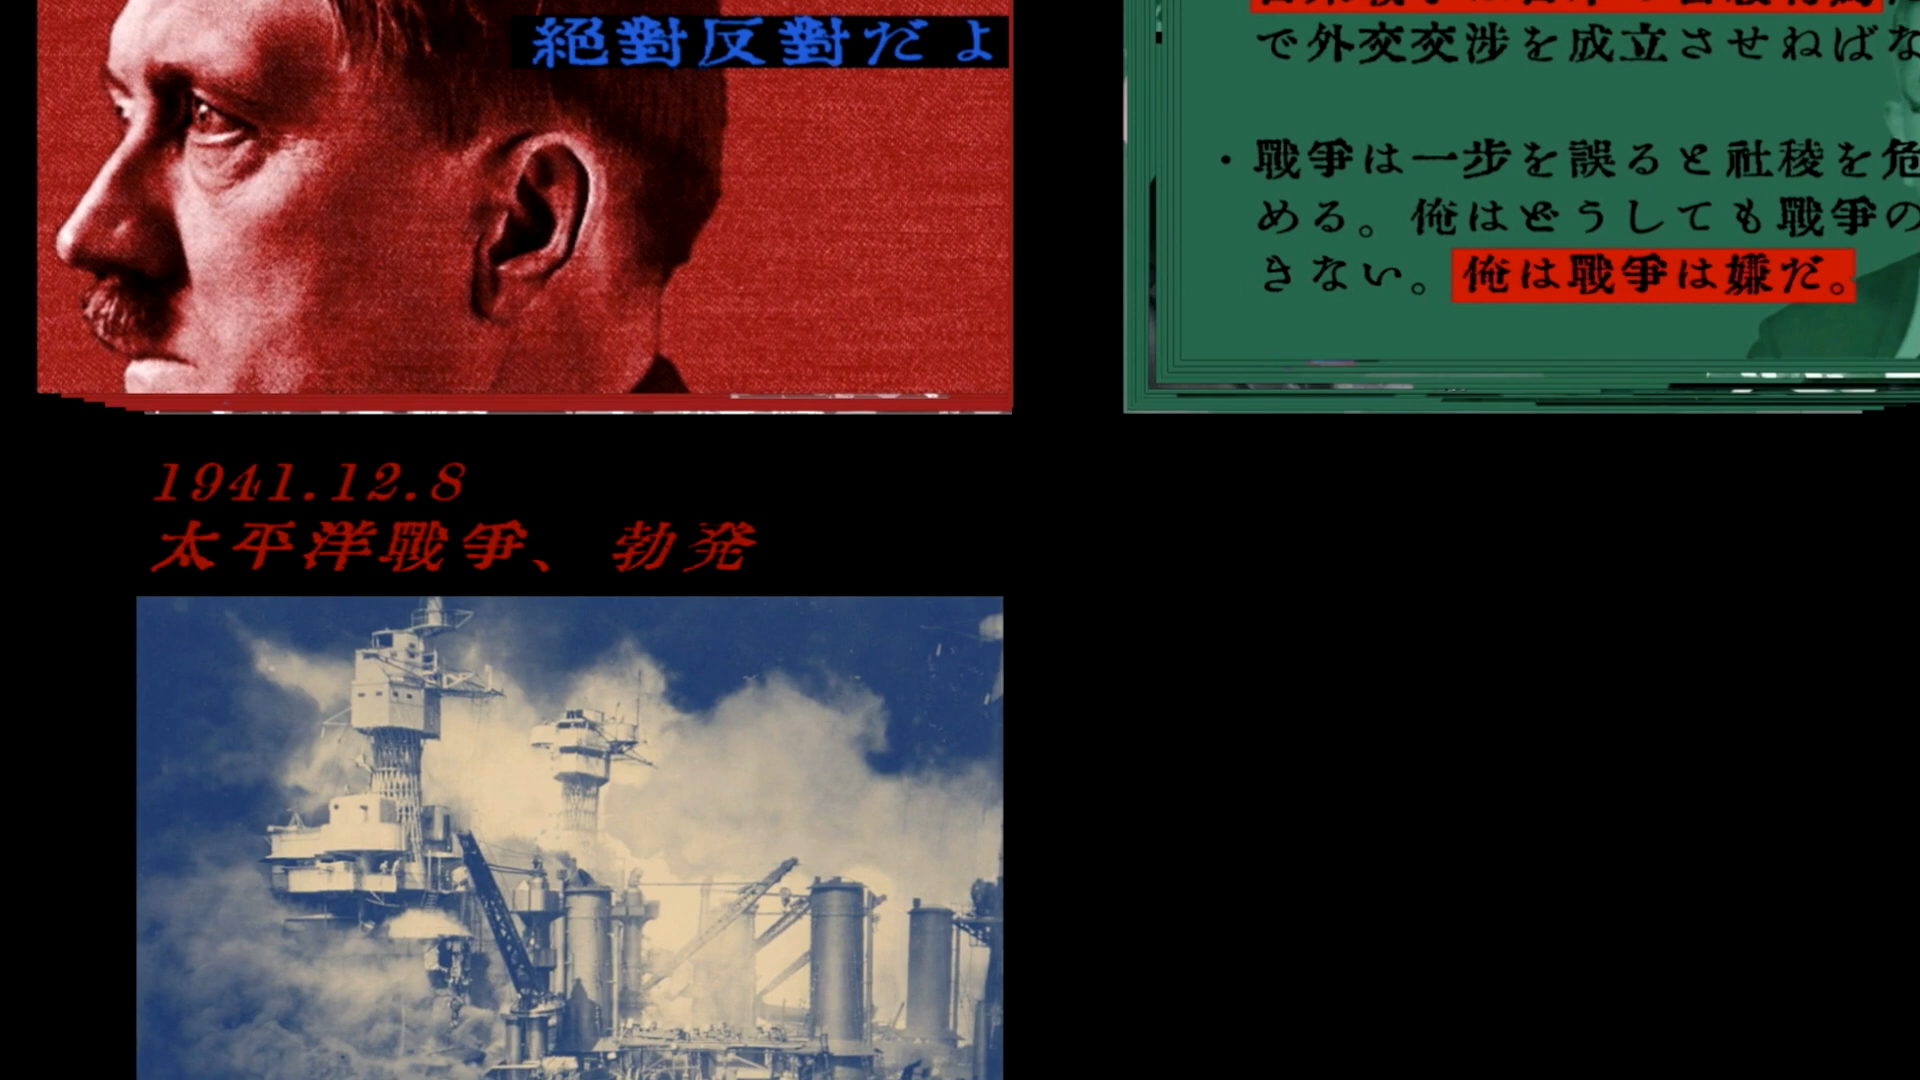 絶對反對だよ
で外交交渉を成立させねばな
・戰爭は一步を誤ると社稜を危
める。俺はどうしても戰爭の
きない。俺は戰爭は嫌だ。
1941.12.8
太平洋戰爭、勃発